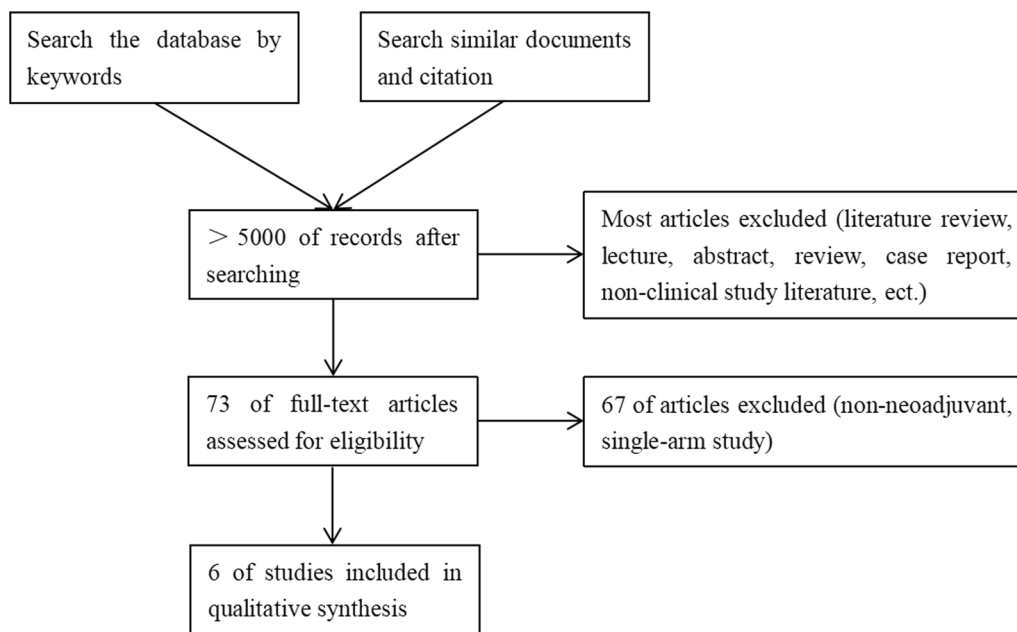 Search the database by
keywords
Search similar documents
and citation
＞ 5000 of records after
searching
Most articles excluded (literature review,
lecture, abstract, review, case report,
non-clinical study literature, ect.)
73 of full-text articles
assessed for eligibility
67 of articles excluded (non-neoadjuvant,
single-arm study)
6 of studies included in
qualitative synthesis